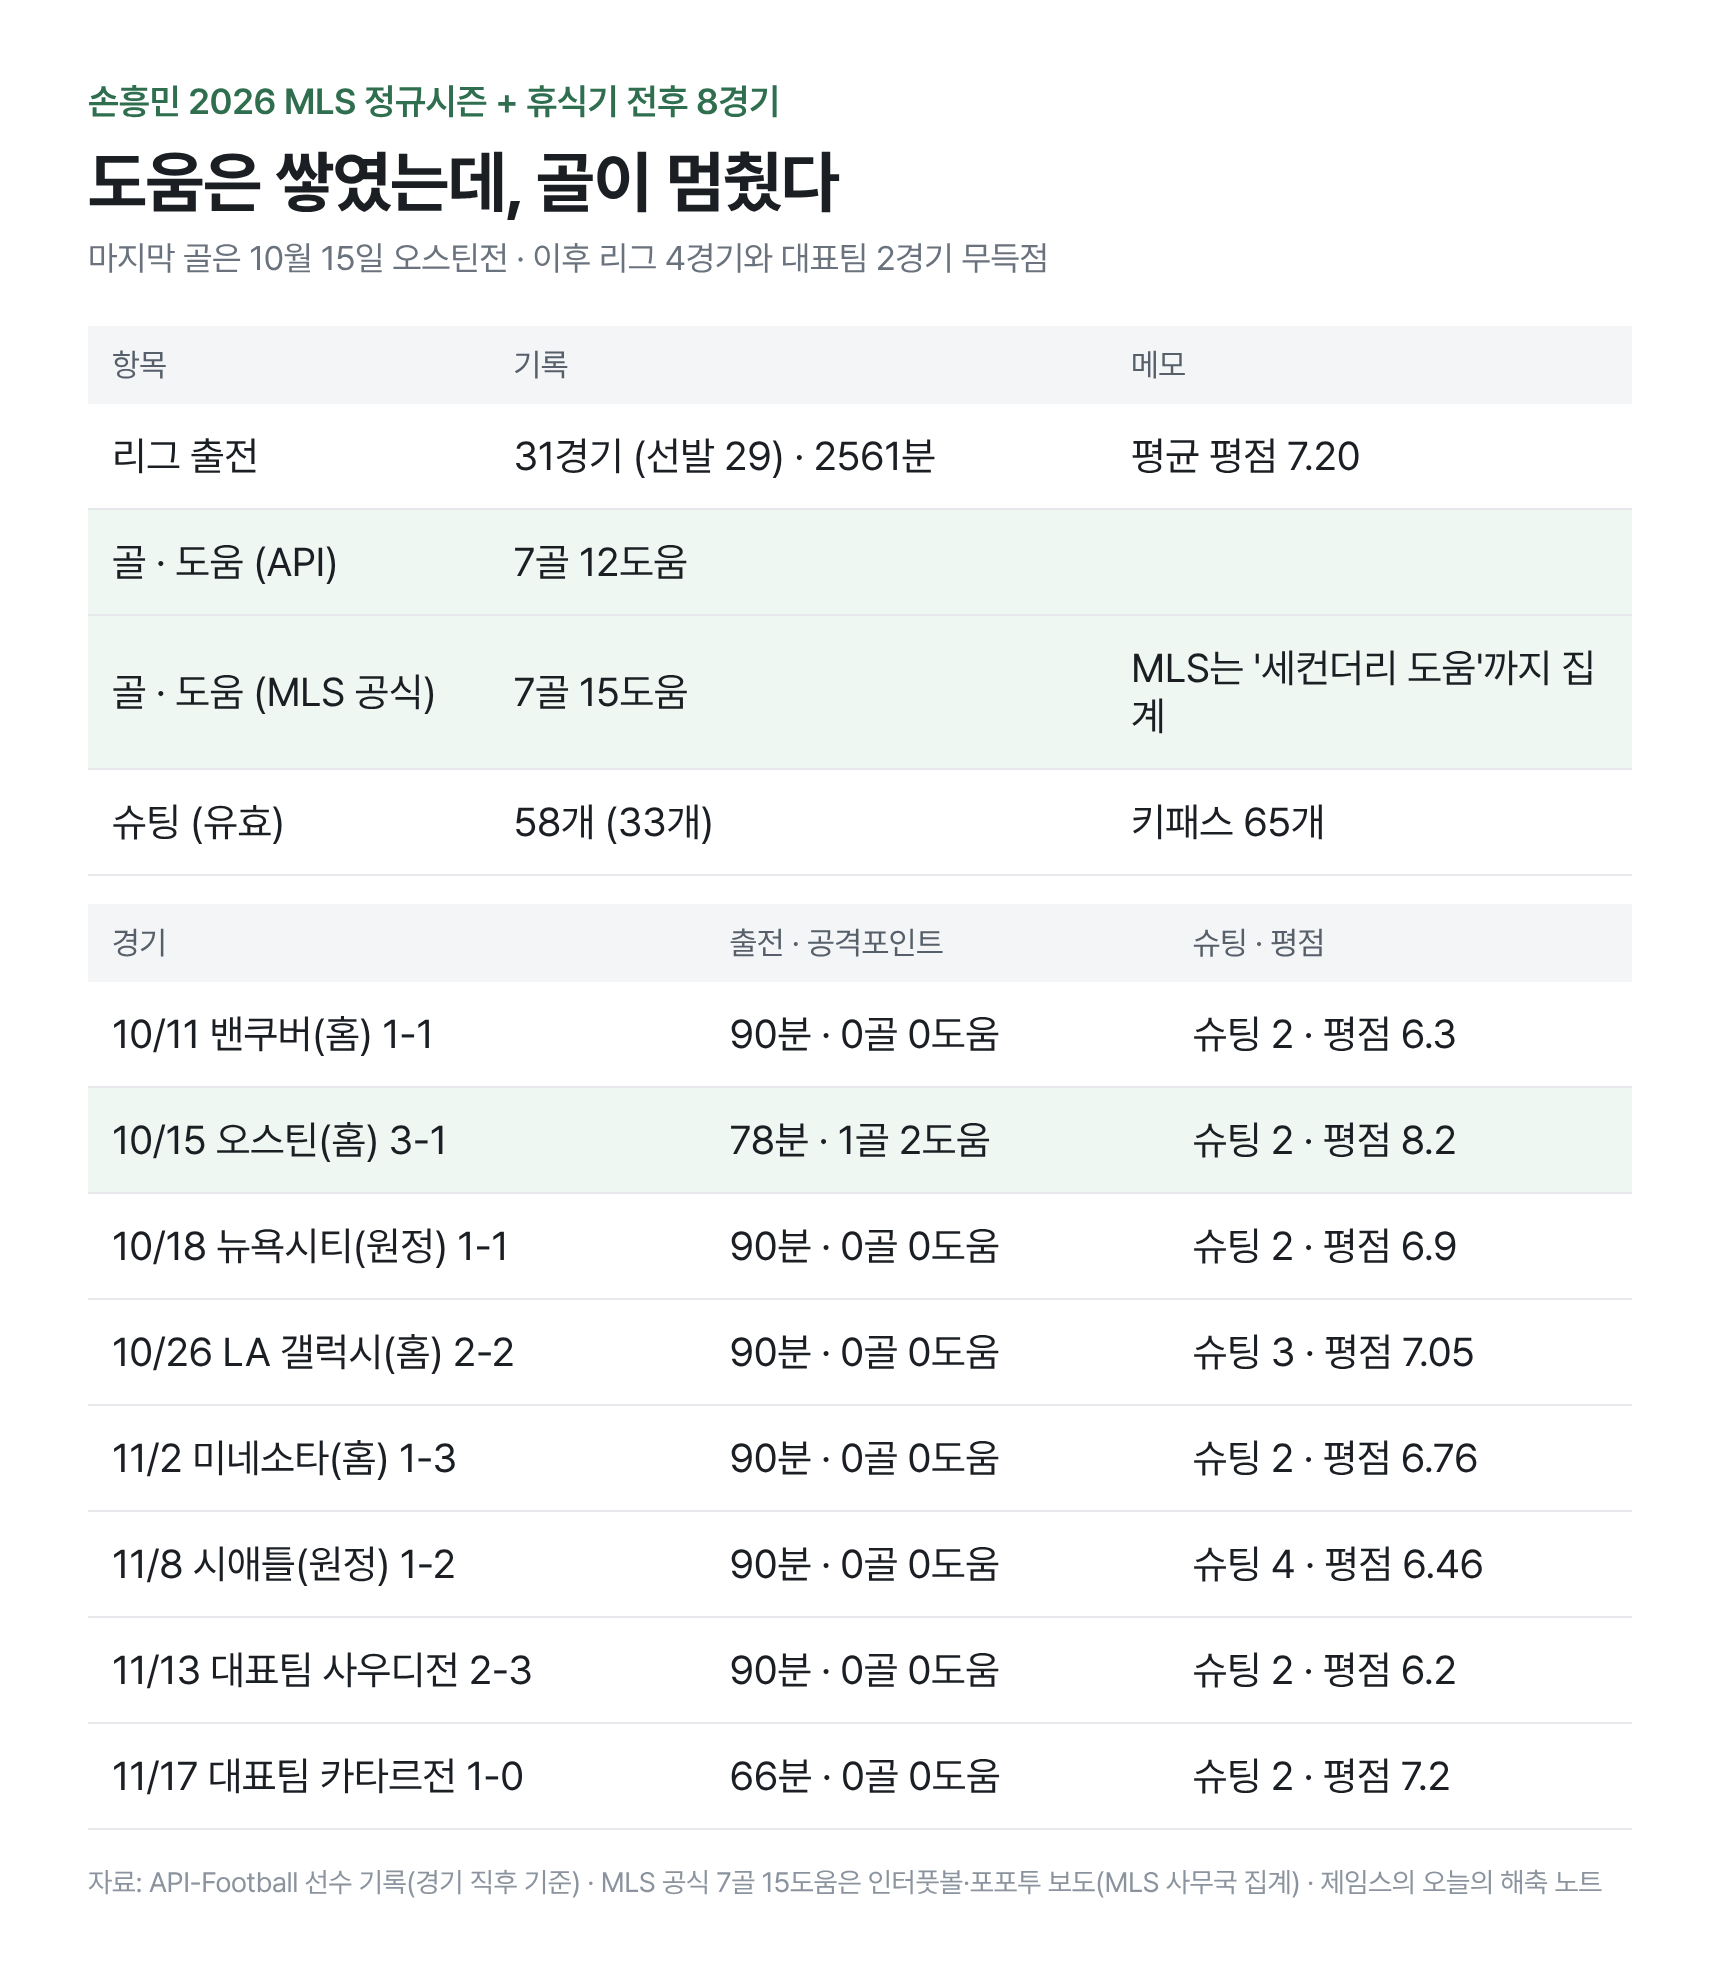 손흥민 2026 MLS 정규시즌 + 휴식기 전후 8경기
도움은 쌓였는데, 골이 멈췄다
마지막 골은 10월 15일 오스틴전 · 이후 리그 4경기와 대표팀 2경기 무득점
항목 기록 메모
리그 출전 31경기 (선발 29) · 2561분 평균 평점 7.20
골 · 도움 (API) 7골 12도움
골 · 도움 (MLS 공식) 7골 15도움 MLS는 '세컨더리 도움'까지 집
계
슈팅 (유효) 58개 (33개) 키패스 65개
경기 출전 · 공격포인트 슈팅 · 평점
10/11 밴쿠버(홈) 1-1 90분 · 0골 0도움 슈팅 2 · 평점 6.3
10/15 오스틴(홈) 3-1 78분 · 1골 2도움 슈팅 2 · 평점 8.2
10/18 뉴욕시티(원정) 1-1 90분 · 0골 0도움 슈팅 2 · 평점 6.9
10/26 LA 갤럭시(홈) 2-2 90분 · 0골 0도움 슈팅 3 · 평점 7.05
11/2 미네소타(홈) 1-3 90분 · 0골 0도움 슈팅 2 · 평점 6.76
11/8 시애틀(원정) 1-2 90분 · 0골 0도움 슈팅 4 · 평점 6.46
11/13 대표팀 사우디전 2-3 90분 · 0골 0도움 슈팅 2 · 평점 6.2
11/17 대표팀 카타르전 1-0 66분 · 0골 0도움 슈팅 2 · 평점 7.2
자료: API-Football 선수 기록(경기 직후 기준) · MLS 공식 7골 15도움은 인터풋볼·포포투 보도(MLS 사무국 집계) · 제임스의 오늘의 해축 노트